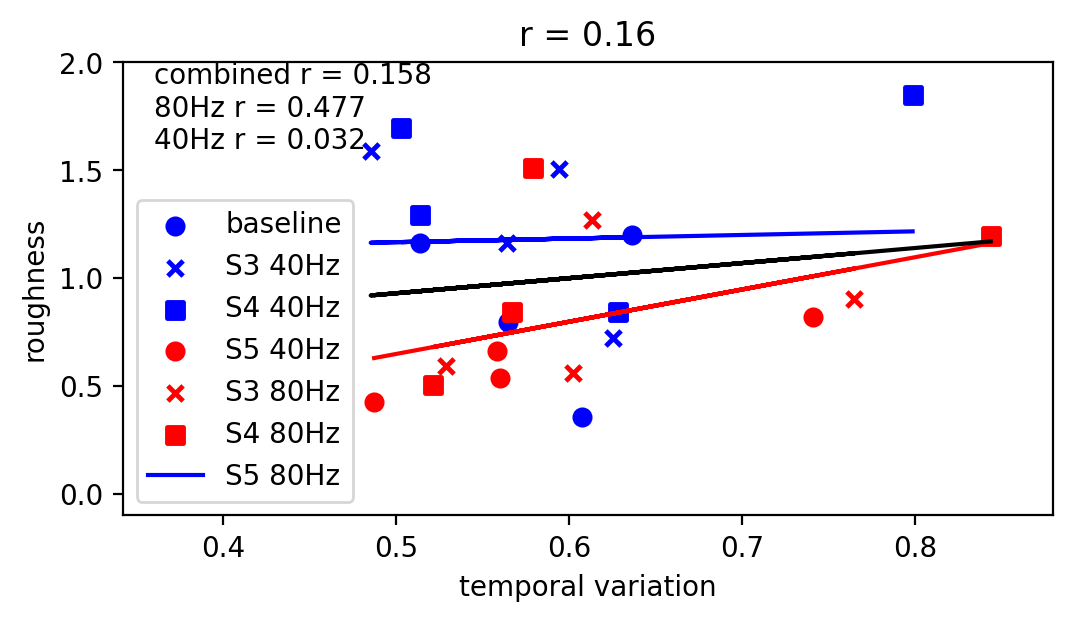 r = 0.16
combined r = 0.158
80Hz r = 0.477
40Hz r = 0.032
baseline
S3 40Hz
S4 40Hz
S5 40Hz
S3 80Hz
S4 80Hz
S5 80Hz
roughness
2.0
1.5
1.0
0.5
0.0
0.4
0.5
0.6
0.7
0.8
temporal variation